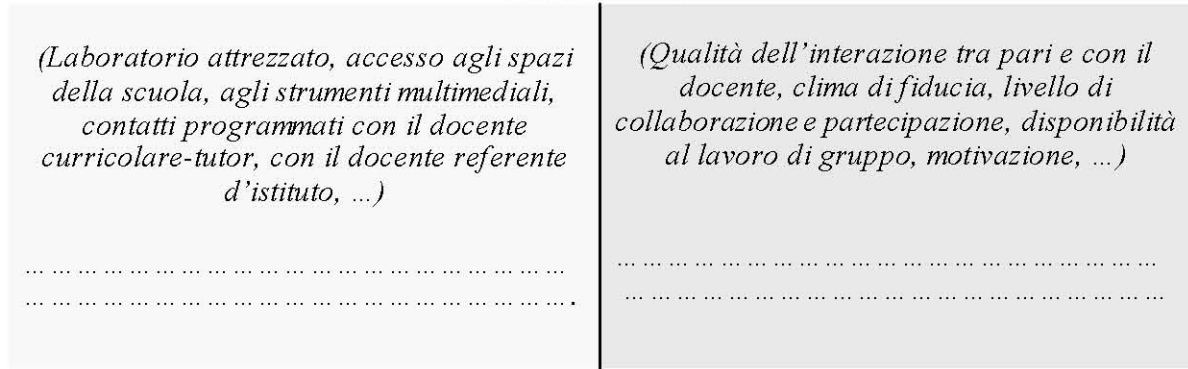 (Laboratorio attrezzato, accesso agli spazi
della scuola, agli strumenti multimediali,
contatti programmati con il docente
curricolare-tutor, con il docente referente
d'istituto, ...)
... ... ... ... ... ... ... ... ... ... ... ... ... ... ... ... ... ... ... ... ...
... ... ... ... ... ... ... ... ... ... ... ... ... ... ... ... ... ... ... ... ... .
(Qualità dell'interazione tra pari e con il
docente, clima di fiducia, livello di
collaborazione e partecipazione, disponibilità
al lavoro di gruppo, motivazione, ...)
... ... ... ... ... ... ... ... ... ... ... ... ... ... ... ... ... ... ... ... ...
... ... ... ... ... ... ... ... ... ... ... ... ... ... ... ... ... ... ... ... ...